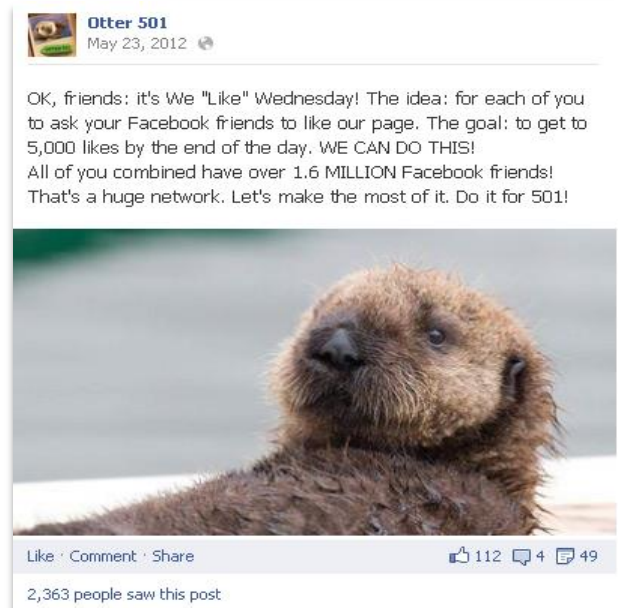 Otter 501
May 23, 2012
OK, friends: it's We "Like" Wednesday! The idea: for each of you
to ask your Facebook friends to like our page. The goal: to get to
5,000 likes by the end of the day. WE CAN DO THIS!
All of you combined have over 1.6 MILLION Facebook friends!
That's a huge network. Let's make the most of it. Do it for 501!
Like · Comment · Share 112 4 49
2,363 people saw this post